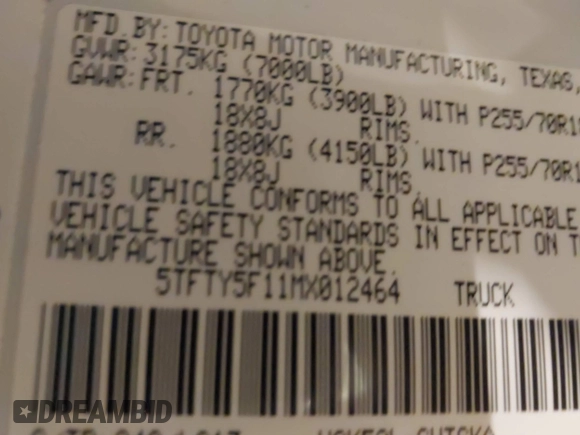 MFD. BY: TOYOTA MOTOR MANUFACTURING, TEXAS,
GVWR: 3175KG (7000LB)
GAWR: FRT. 1770KG (3900LB) WITH P255/70R18
18X8J RIMS.
RR. 1880KG (4150LB) WITH P255/70R1
18X8J RIMS.
THIS VEHICLE CONFORMS TO ALL APPLICABLE
VEHICLE SAFETY STANDARDS IN EFFECT ON T
MANUFACTURE SHOWN ABOVE.
5TFTY5F11MX012464 TRUCK
DREAMBID